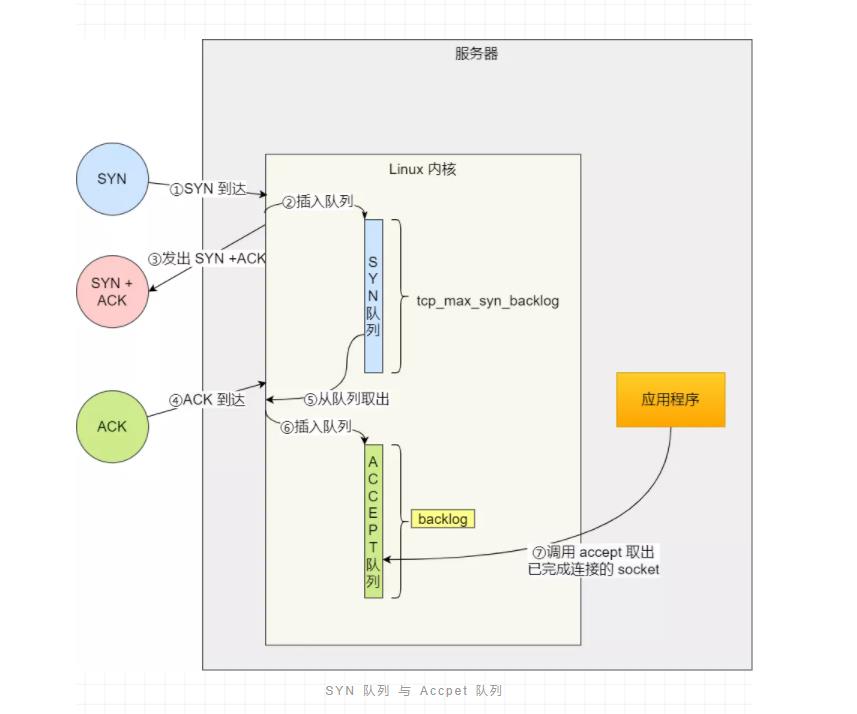 服务器
Linux 内核
SYN
①SYN 到达
②插入队列
③发出 SYN +ACK
SYN +
ACK
S
Y
N
队
列
tcp_max_syn_backlog
④ACK 到达
⑤从队列取出
应用程序
ACK
⑥插入队列
A
C
C
E
P
T
队
列
backlog
⑦调用 accept 取出
已完成连接的 socket
SYN 队列 与 Accpet 队列